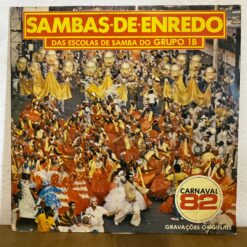 SAMBAS-DE-ENREDO
DAS ESCOLAS DE SAMBA DO GRUPO 1B
CARNAVAL
82
GRAVAÇÕES ORIGINAIS